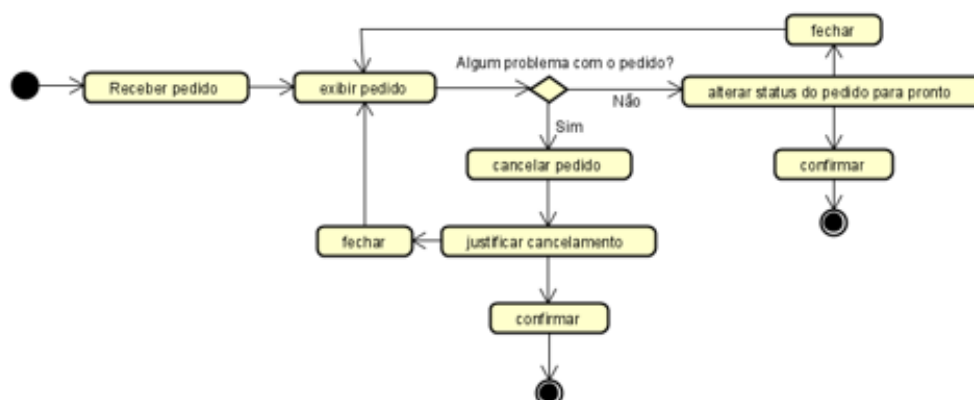 fechar
Algum problema com o pedido?
Receber pedido
exibir pedido
alterar status do pedido para pronto
Não
Sim
cancelar pedido
confirmar
fechar
justificar cancelamento
confirmar